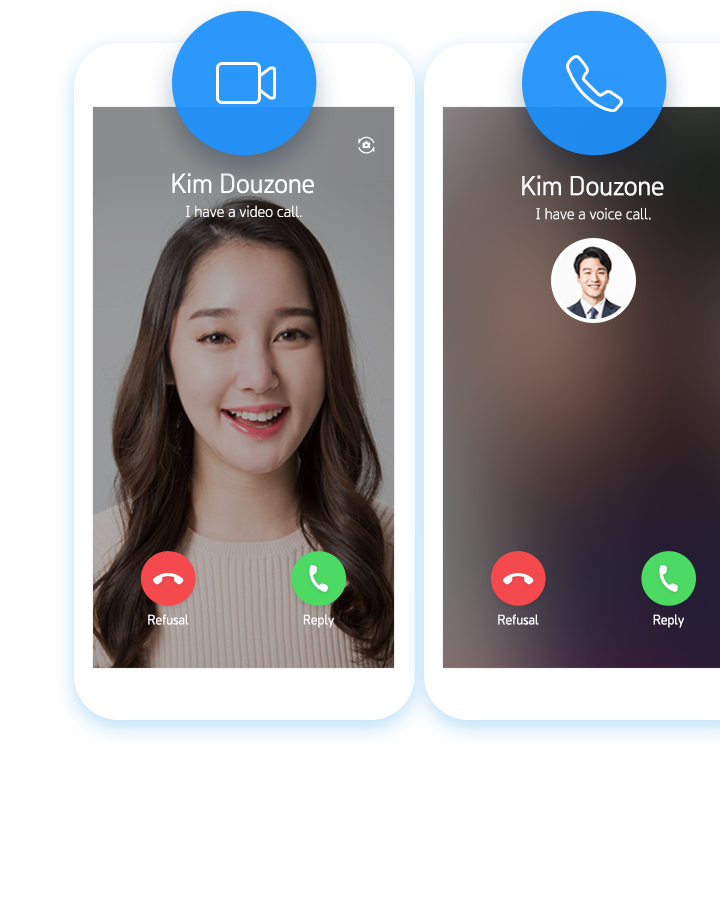 Kim Douzone
I have a video call.
Refusal
Reply
Kim Douzone
I have a voice call.
Refusal
Reply